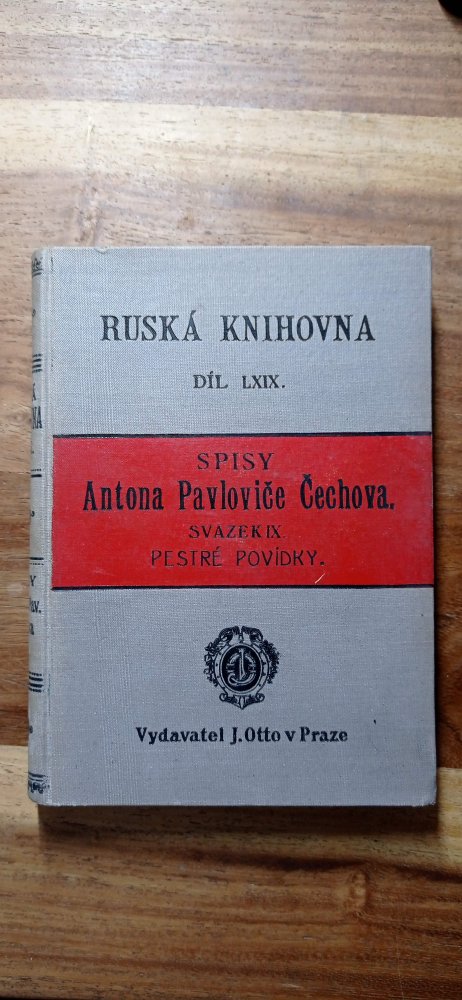 RUSKÁ KNIHOVNA
DÍL LXIX.
SPISY
Antona Pavloviče Čechova.
SVAZEK IX.
PESTRÉ POVÍDKY.
Vydavatel J. Otto v Praze